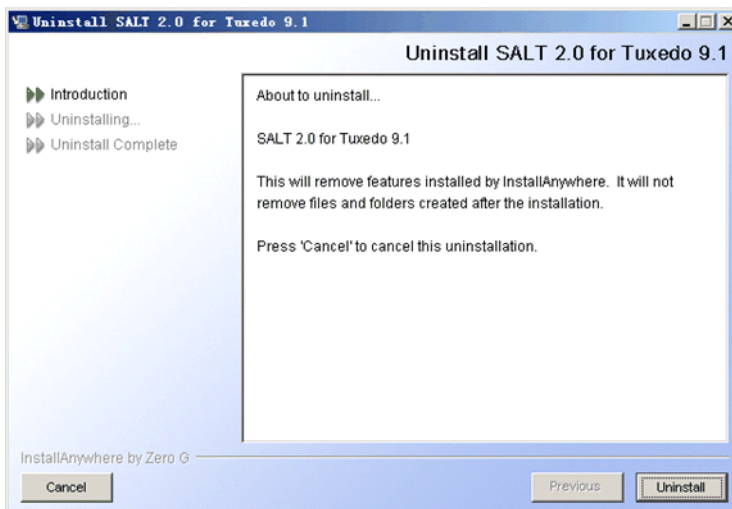 Uninstall SALT 2.0 for Tuxedo 9.1
Uninstall SALT 2.0 for Tuxedo 9.1
Introduction
Uninstalling...
Uninstall Complete
About to uninstall...
SALT 2.0 for Tuxedo 9.1
This will remove features installed by InstallAnywhere. It will not
remove files and folders created after the installation.
Press 'Cancel' to cancel this uninstallation.
InstallAnywhere by Zero G
Cancel
Previous
Uninstall